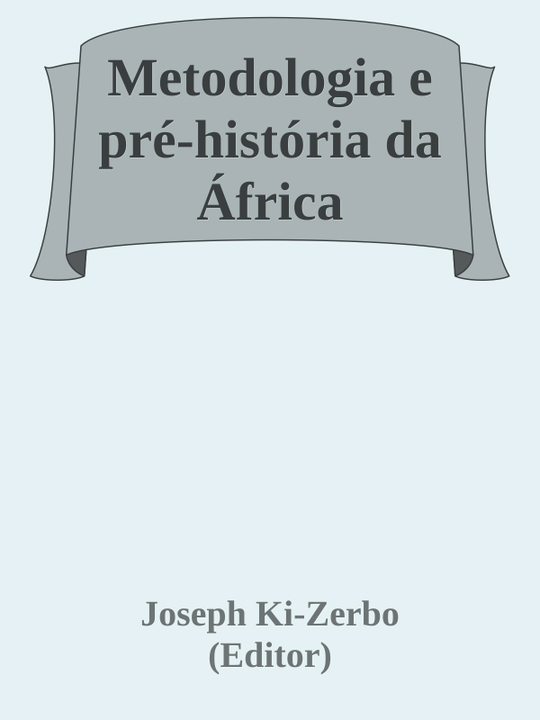 Metodologia e
pré-história da
África
Joseph Ki-Zerbo
(Editor)